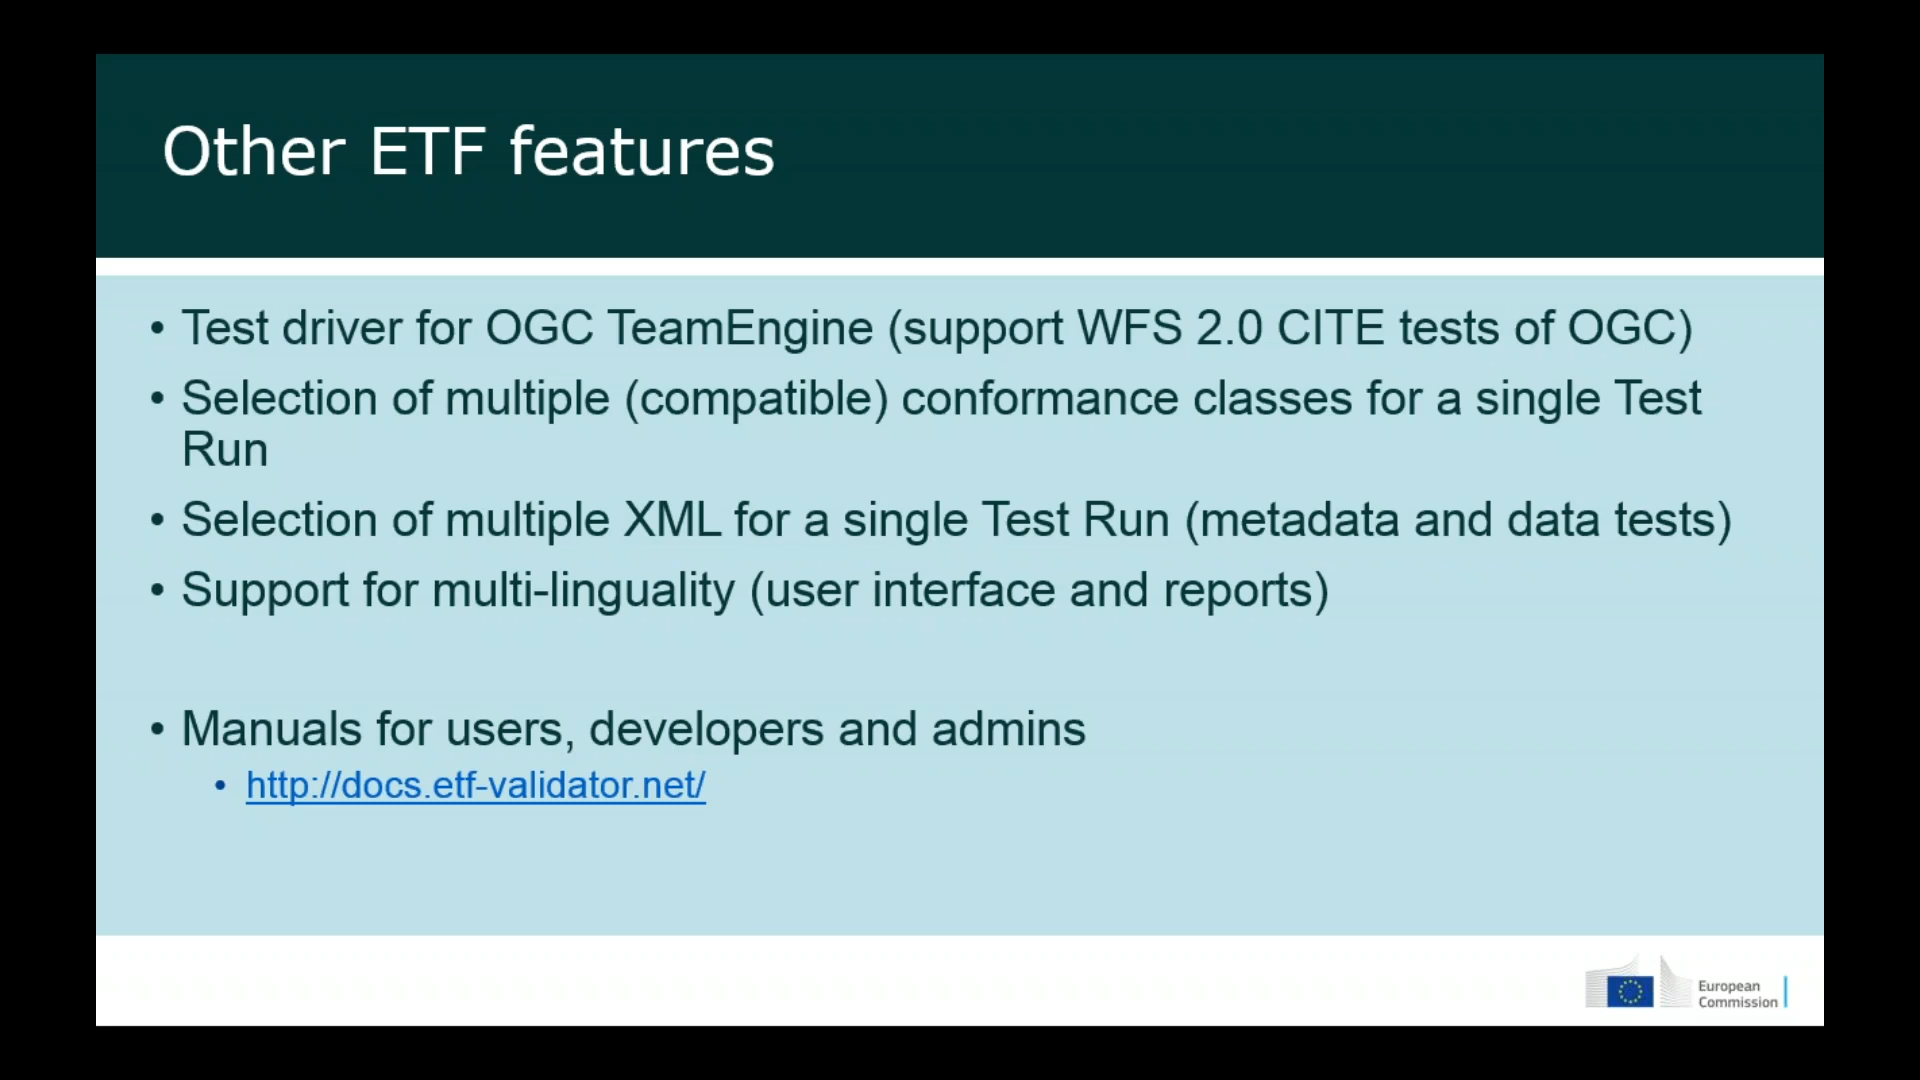 Other ETF features
• Test driver for OGC TeamEngine (support WFS 2.0 CITE tests of OGC)
• Selection of multiple (compatible) conformance classes for a single Test
Run
• Selection of multiple XML for a single Test Run (metadata and data tests)
• Support for multi-linguality (user interface and reports)
• Manuals for users, developers and admins
• http://docs.etf-validator.net/
European
Commission